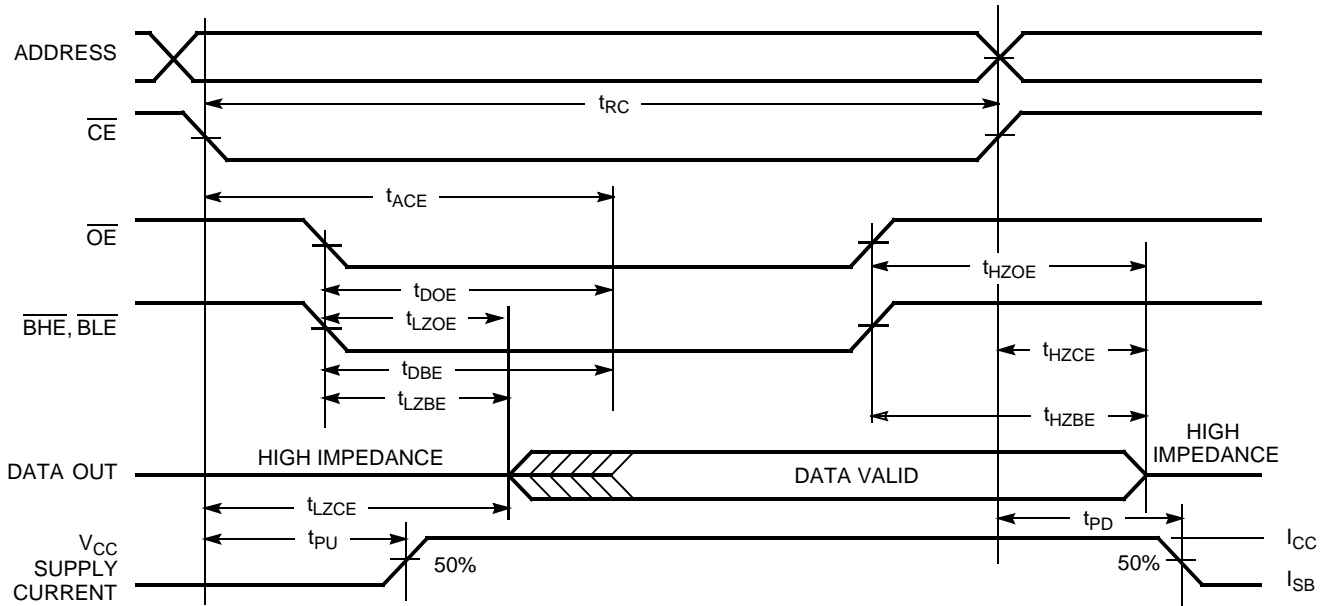 ADDRESS
tRC
CE
tACE
OE
tHZOE
tDOE
BHE, BLE
tLZOE
tHZCE
tDBE
tLZBE
tHZBE
HIGH
IMPEDANCE
HIGH IMPEDANCE
DATA OUT
DATA VALID
tLZCE
tPD
VCC
SUPPLY
CURRENT
tPU
50%
50%
ICC
ISB